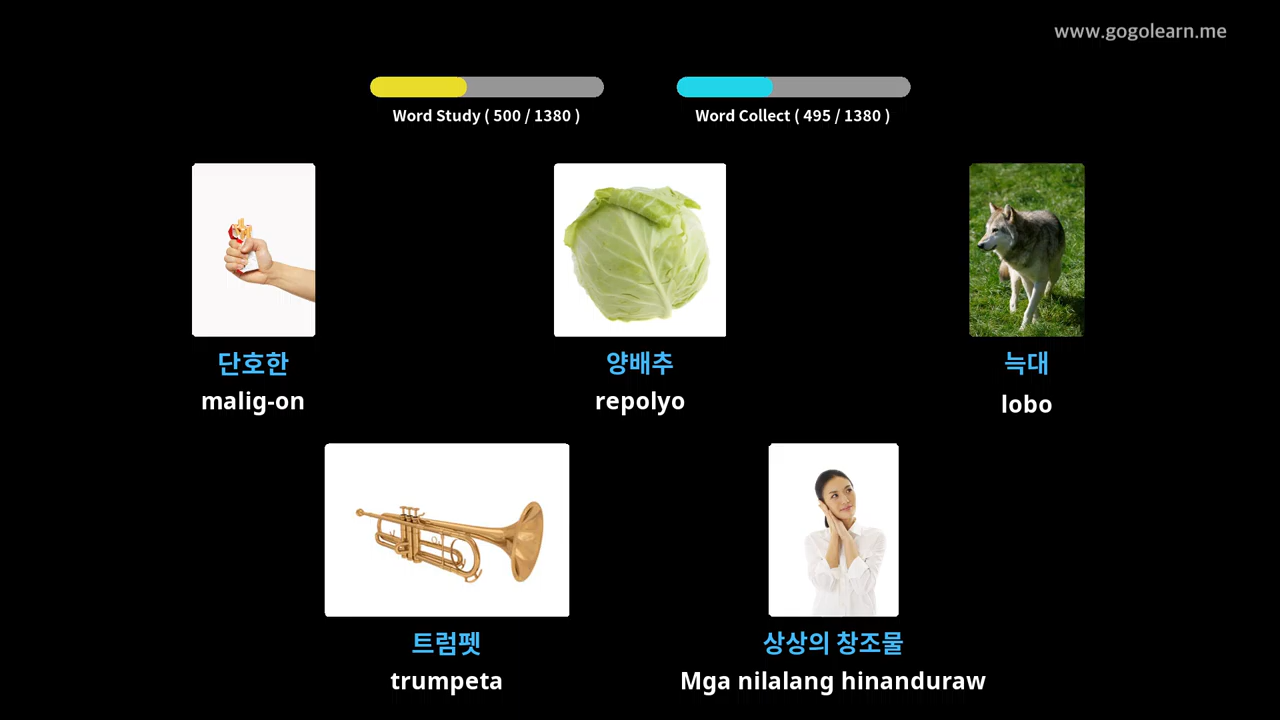 www.gogolearn.me
Word Study ( 500 / 1380 )
Word Collect ( 495 / 1380 )
단호한
malig-on
양배추
repolyo
늑대
lobo
트럼펫
trumpeta
상상의 창조물
Mga nilalang hinanduraw